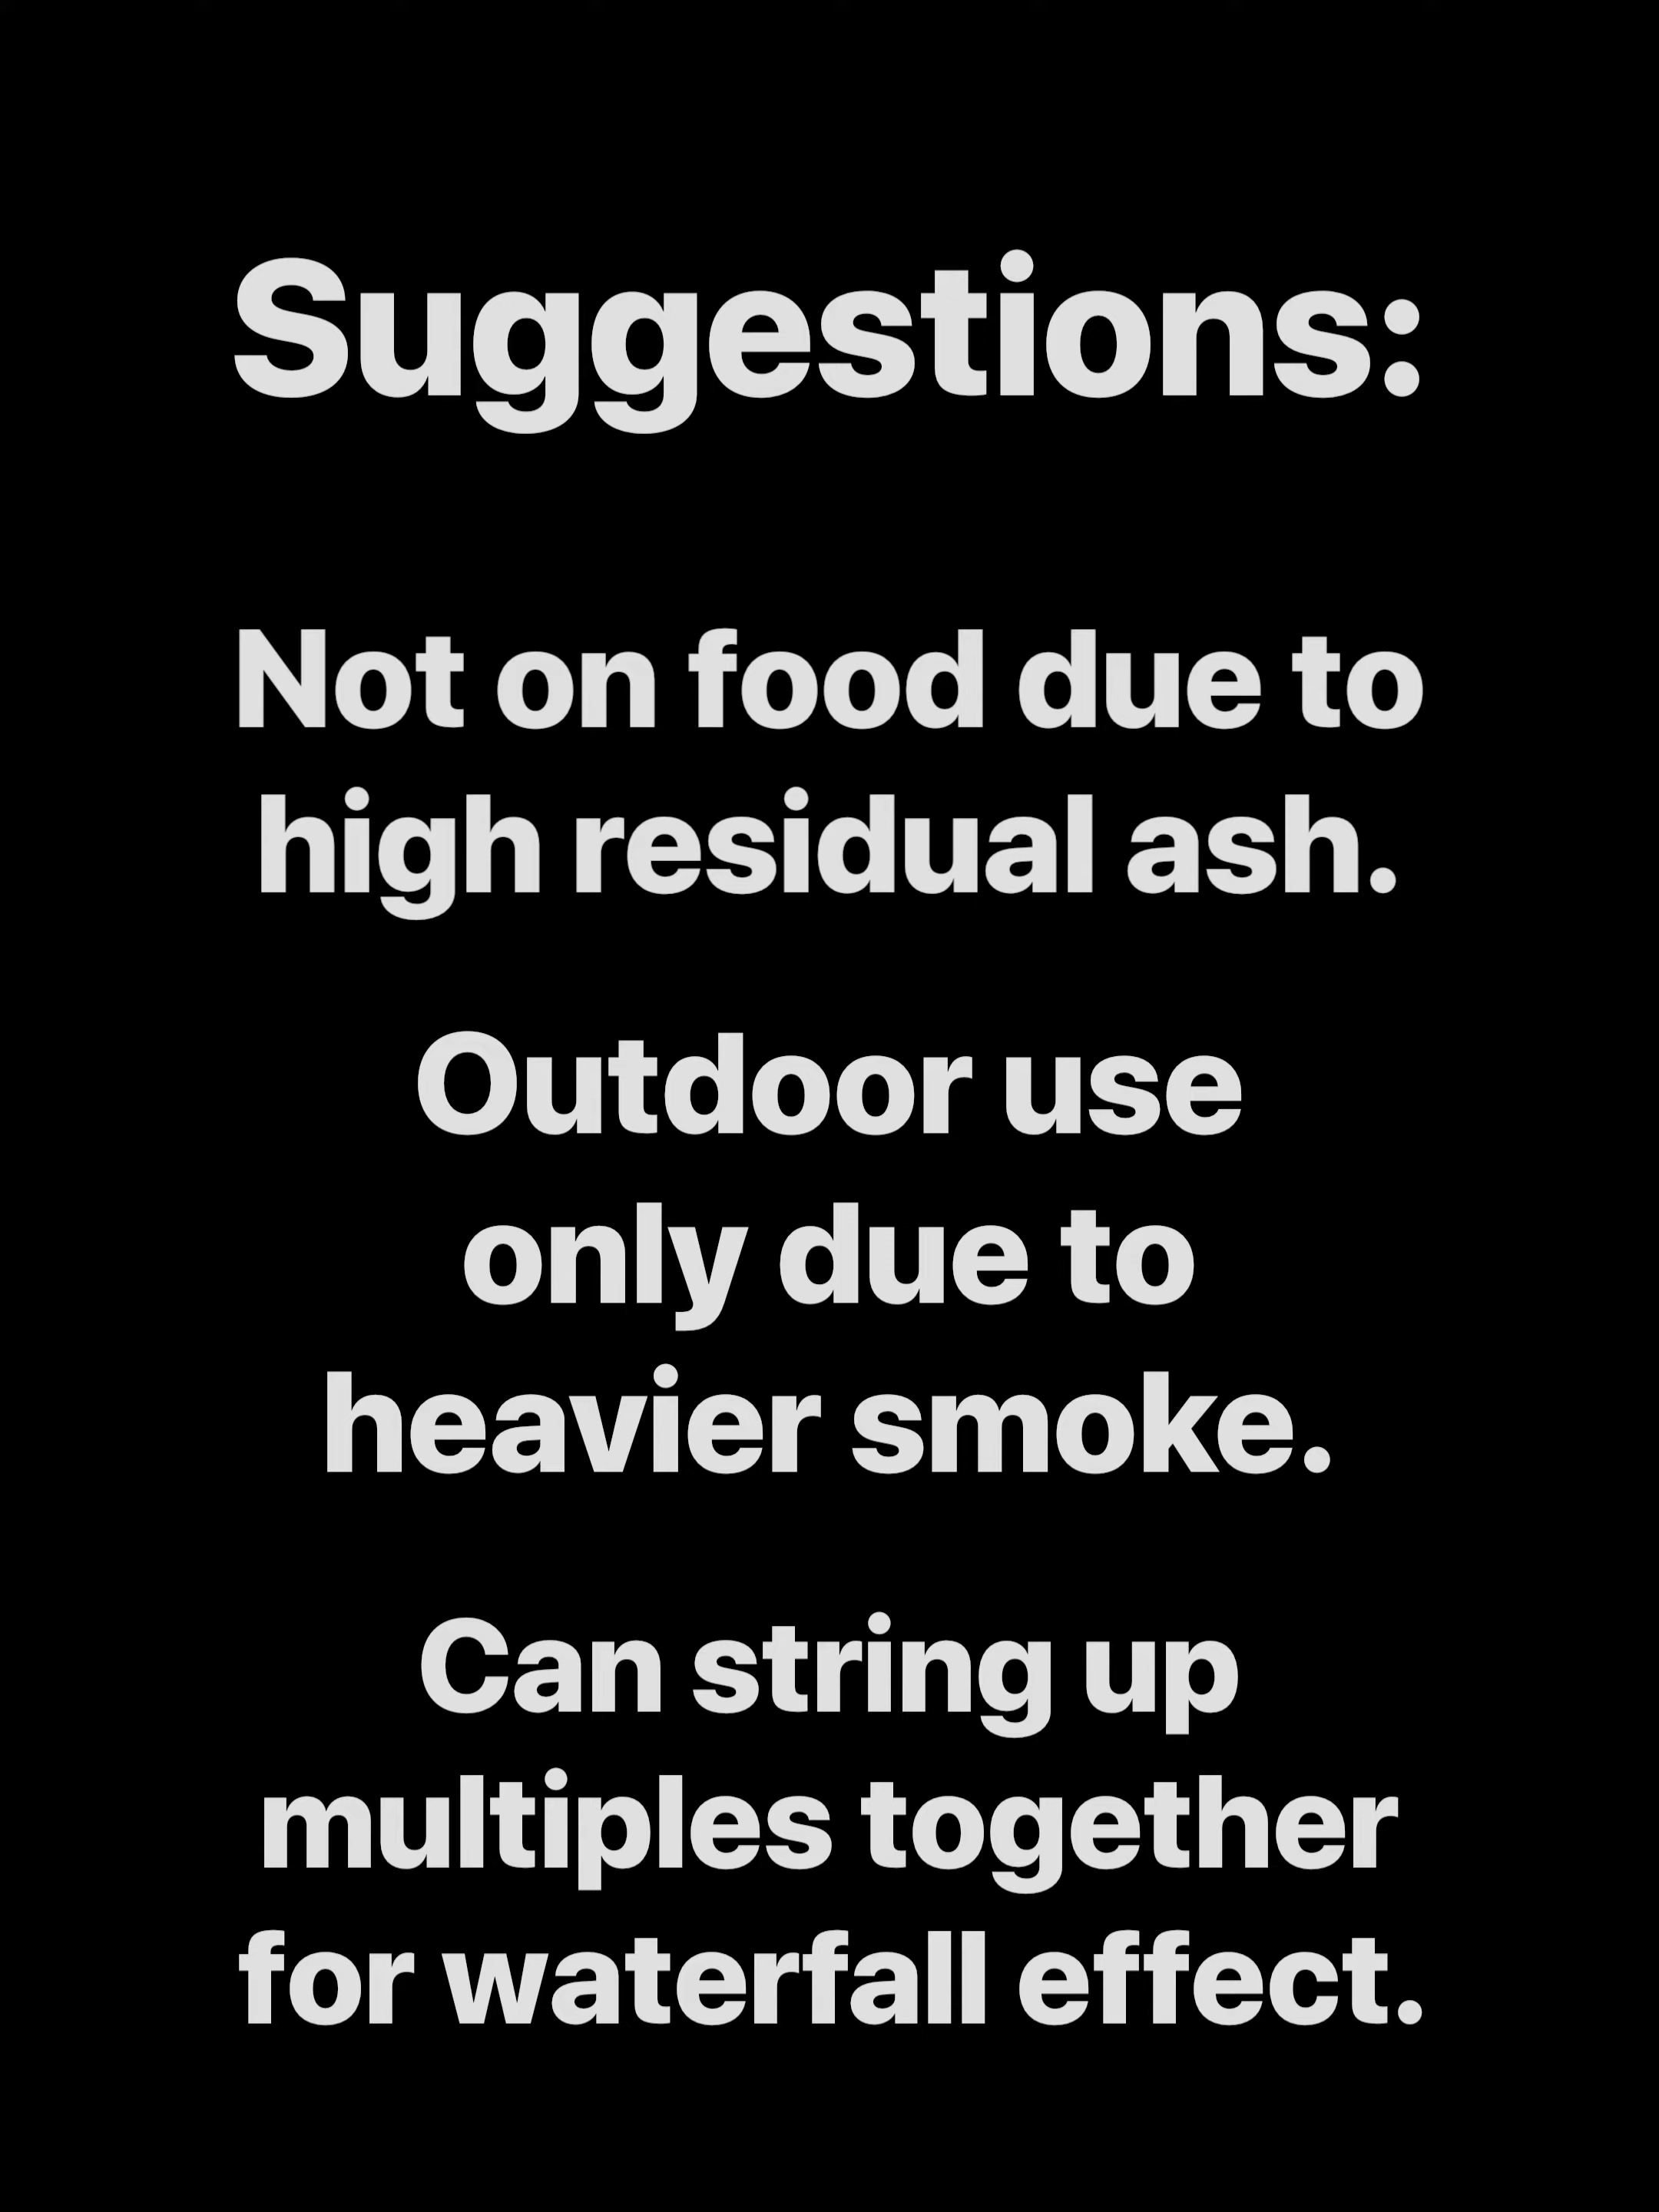 Suggestions:
Not on food due to
high residual ash.
Outdoor use
only due to
heavier smoke.
Can string up
multiples together
for waterfall effect.